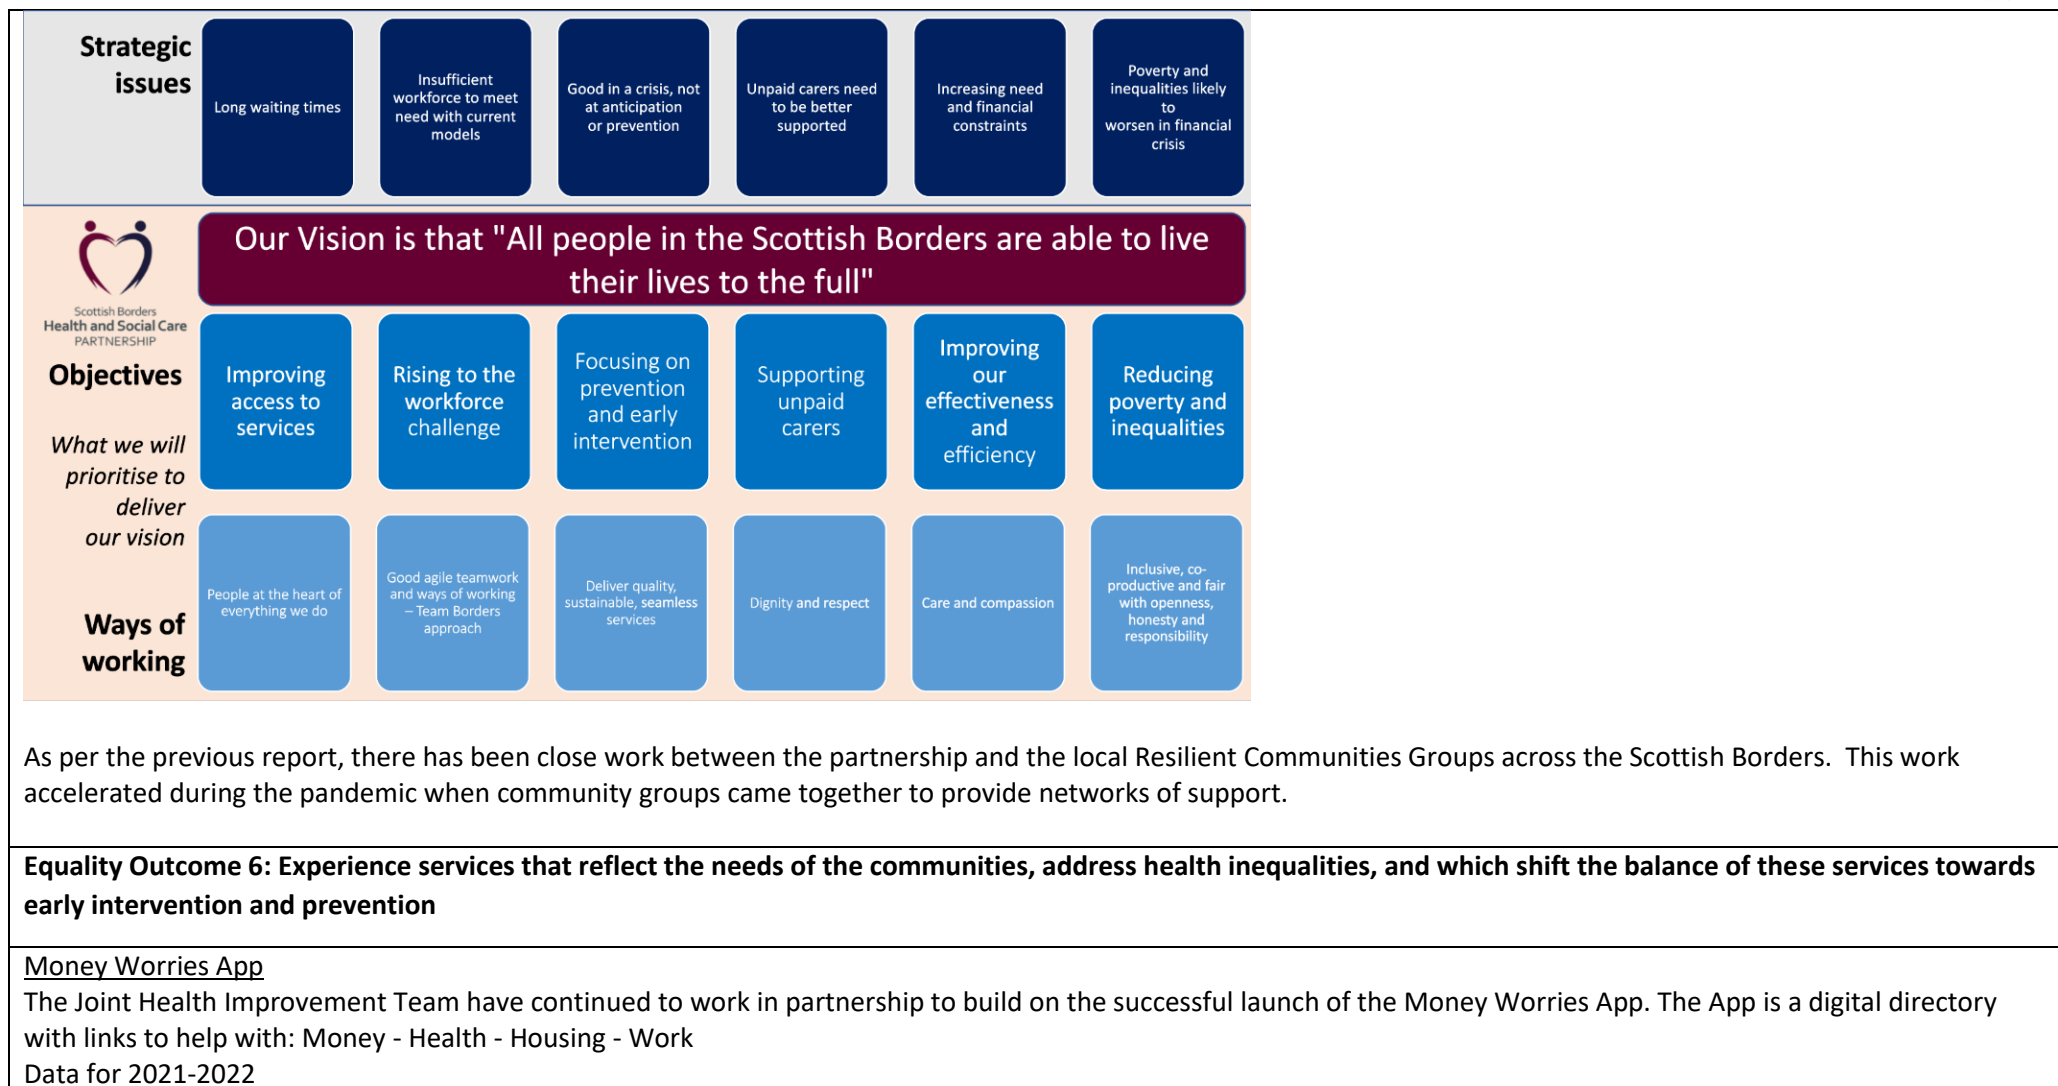 Strategic
issues
Long waiting times
Insufficient
workforce to meet
need with current
models
Good in a crisis, not
at anticipation
or prevention
Unpaid carers need
to be better
supported
Increasing need
and financial
constraints
Poverty and
inequalities likely
to
worsen in financial
crisis
Scottish Borders
Health and Social Care
PARTNERSHIP
Our Vision is that "All people in the Scottish Borders are able to live
their lives to the full"
Objectives
What we will
prioritise to
deliver
our vision
Improving
access to
services
Rising to the
workforce
challenge
Focusing on
prevention
and early
intervention
Supporting
unpaid
carers
Improving
our
effectiveness
and
efficiency
Reducing
poverty and
inequalities
Ways of
working
People at the heart of
everything we do
Good agile teamwork
and ways of working
– Team Borders
approach
Deliver quality,
sustainable, seamless
services
Dignity and respect
Care and compassion
Inclusive, co-
productive and fair
with openness,
honesty and
responsibility
As per the previous report, there has been close work between the partnership and the local Resilient Communities Groups across the Scottish Borders.  This work
accelerated during the pandemic when community groups came together to provide networks of support.
Equality Outcome 6: Experience services that reflect the needs of the communities, address health inequalities, and which shift the balance of these services towards
early intervention and prevention
Money Worries App
The Joint Health Improvement Team have continued to work in partnership to build on the successful launch of the Money Worries App. The App is a digital directory
with links to help with: Money - Health - Housing - Work
Data for 2021-2022